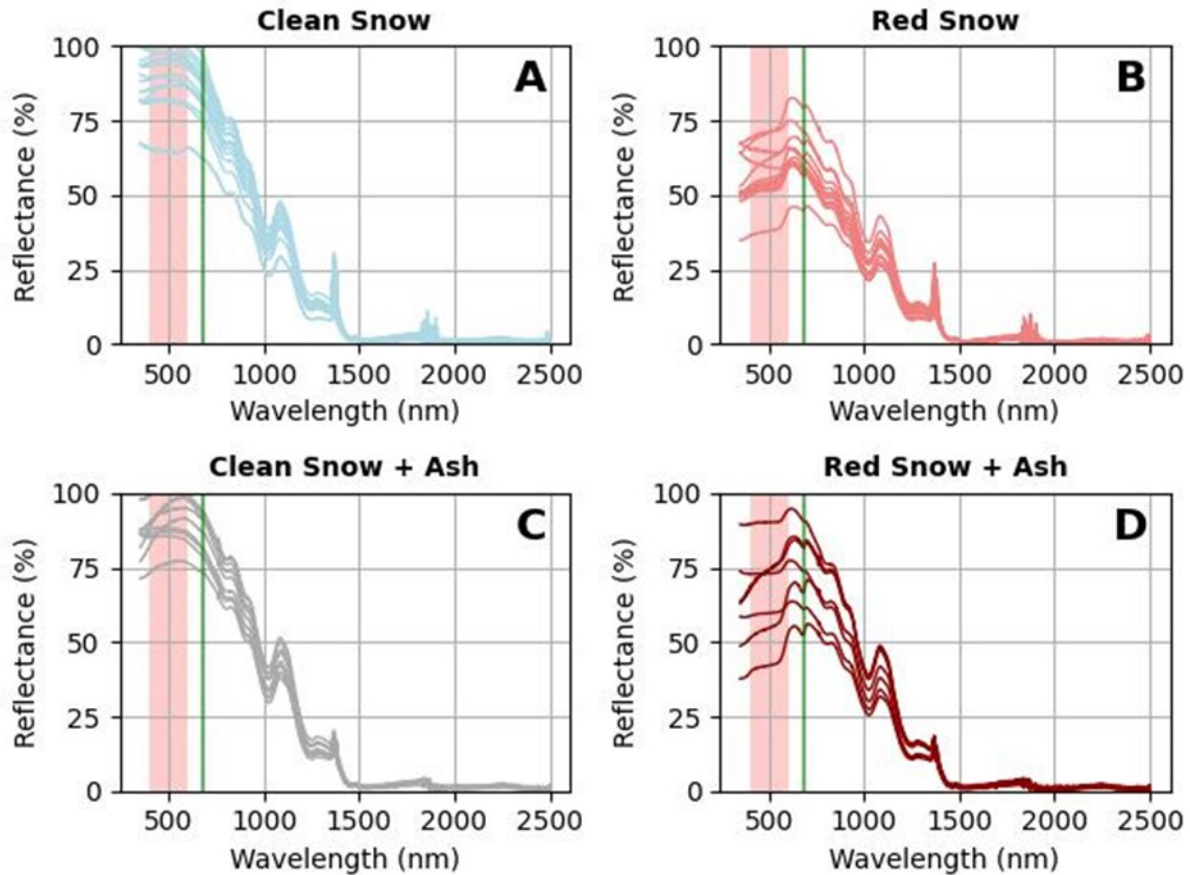 Clean Snow
A
100
75
50
25
0
Reflectance (%)
500 1000 1500 2000 2500
Wavelength (nm)
Red Snow
B
100
75
50
25
0
Reflectance (%)
500 1000 1500 2000 2500
Wavelength (nm)
Clean Snow + Ash
C
100
75
50
25
0
Reflectance (%)
500 1000 1500 2000 2500
Wavelength (nm)
Red Snow + Ash
D
100
75
50
25
0
Reflectance (%)
500 1000 1500 2000 2500
Wavelength (nm)